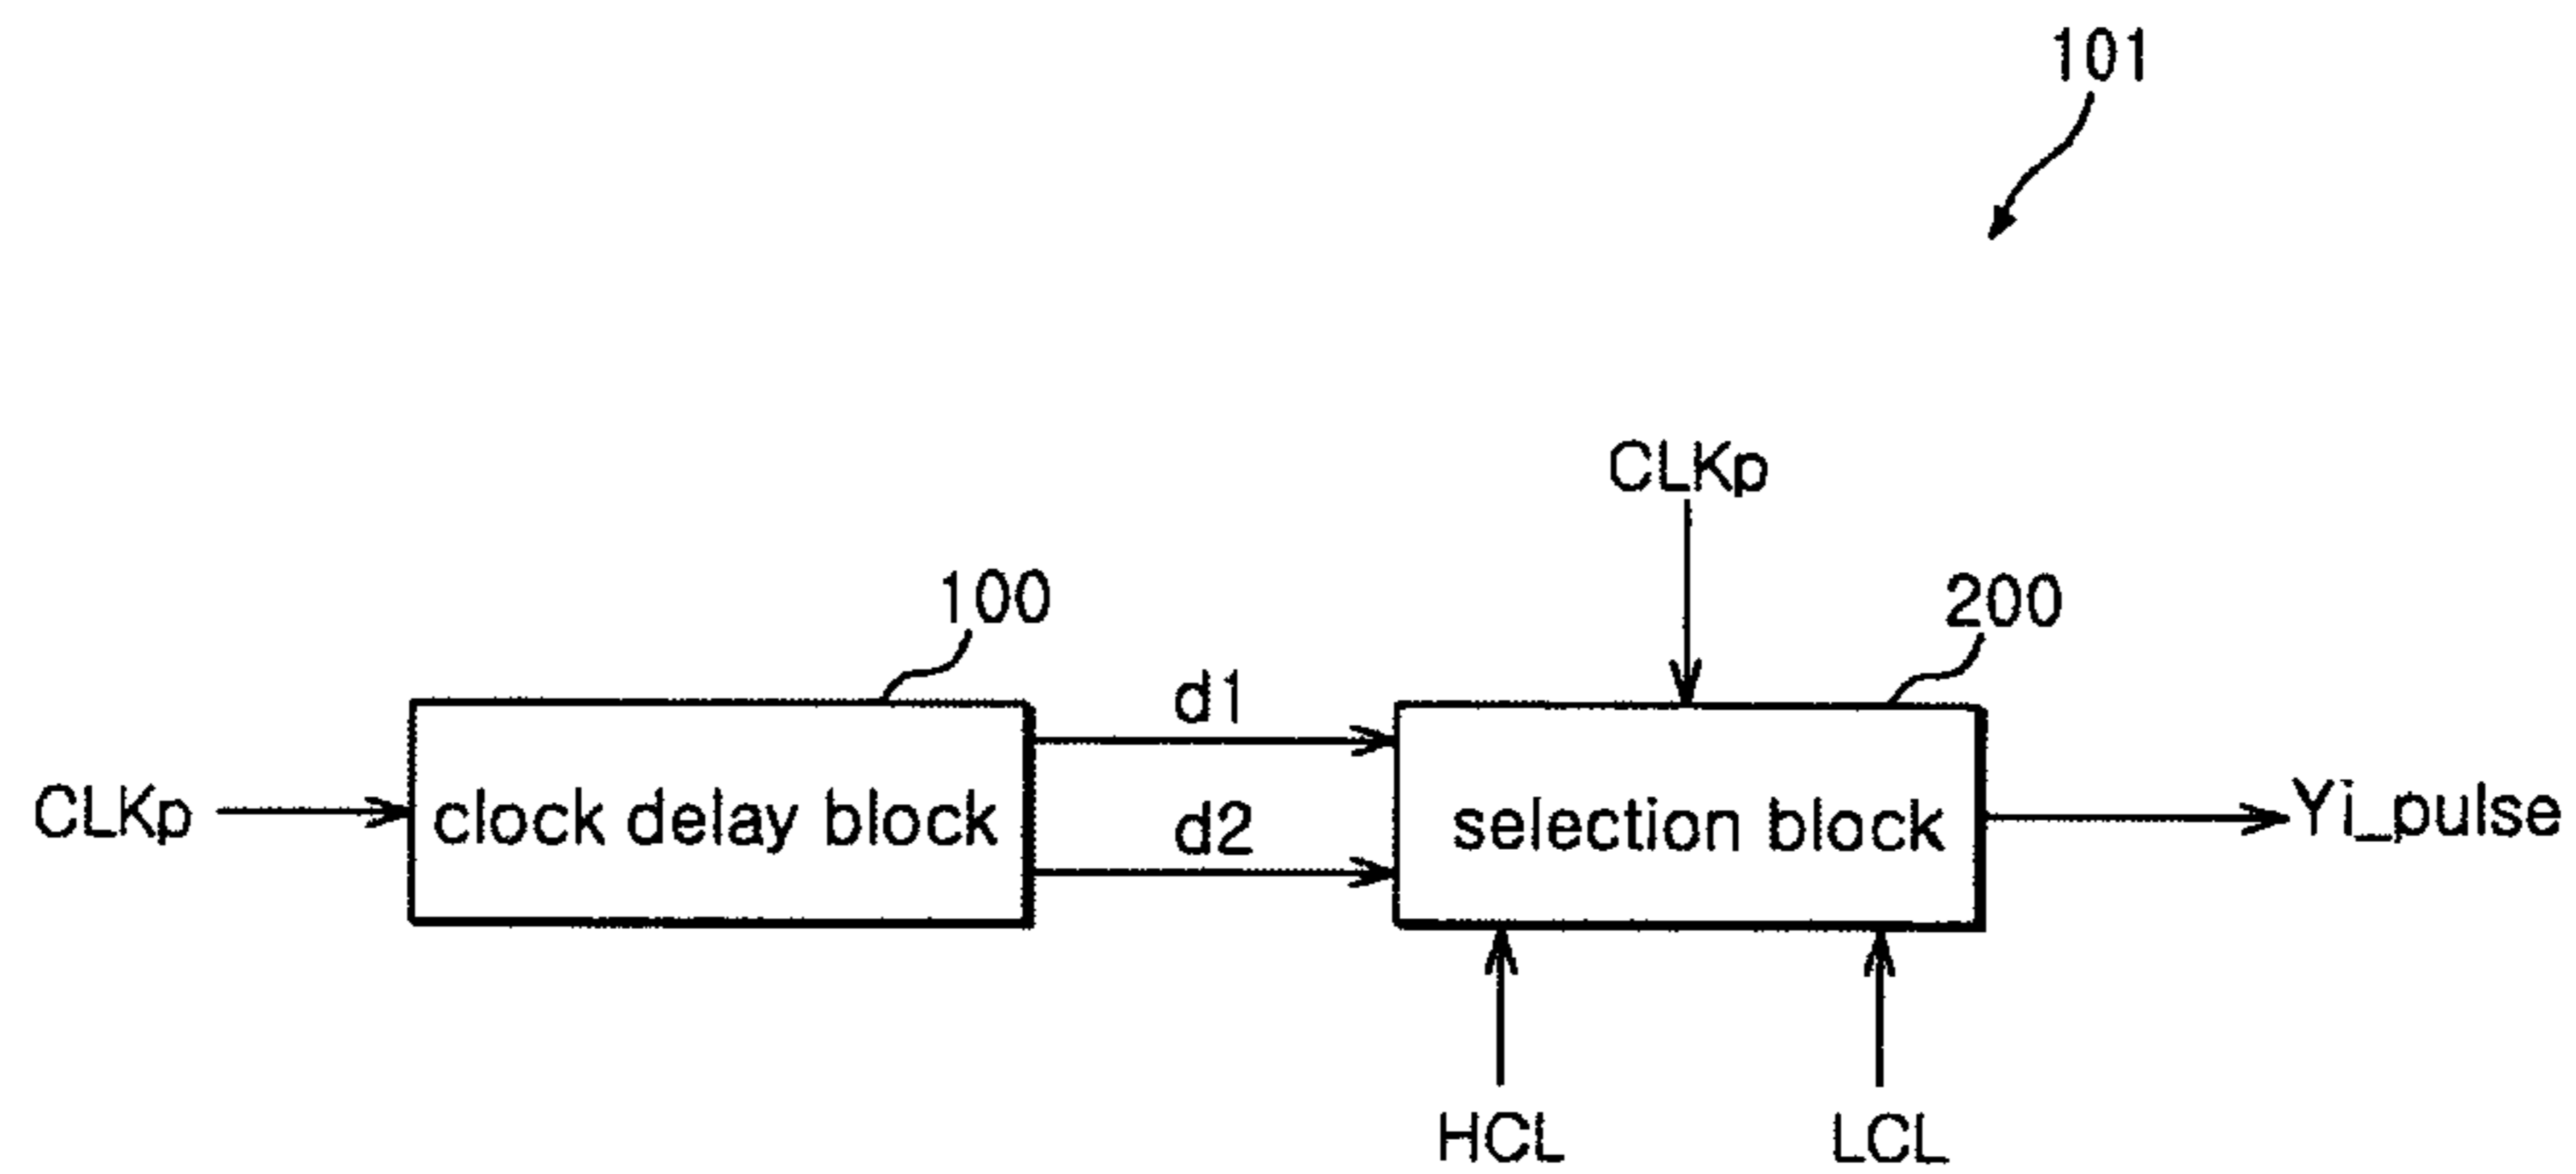 101
CLKp
100
200
d1
CLKp
clock delay block
d2
selection block
Yi_pulse
HCL
LCL